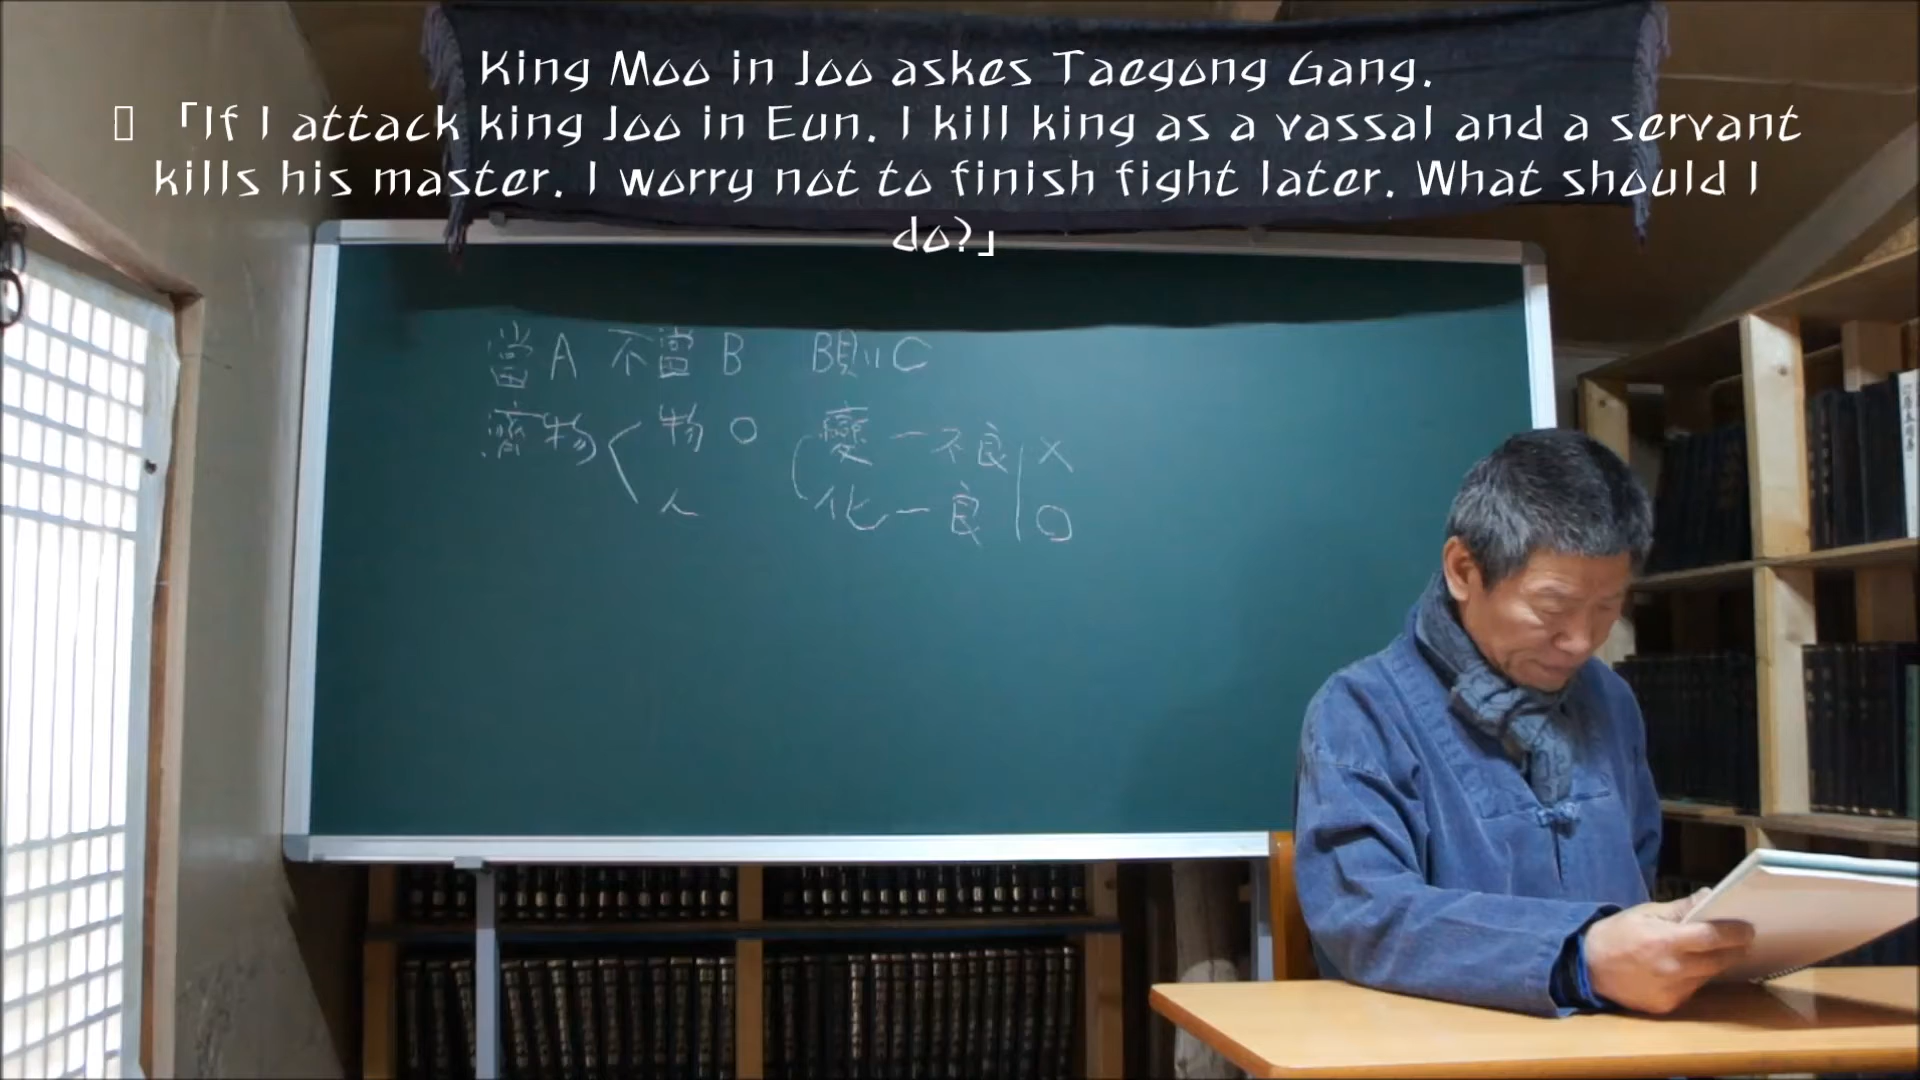 King Moo in Joo askes Taegong Gang.
「If I attack king Joo in Eun. I kill king as a vassal and a servant
kills his master. I worry not to finish fight later. What should I
do?」
當A 不當B 則 C
齊物 物 O 變 一 不良 X
人 化 一 良 O